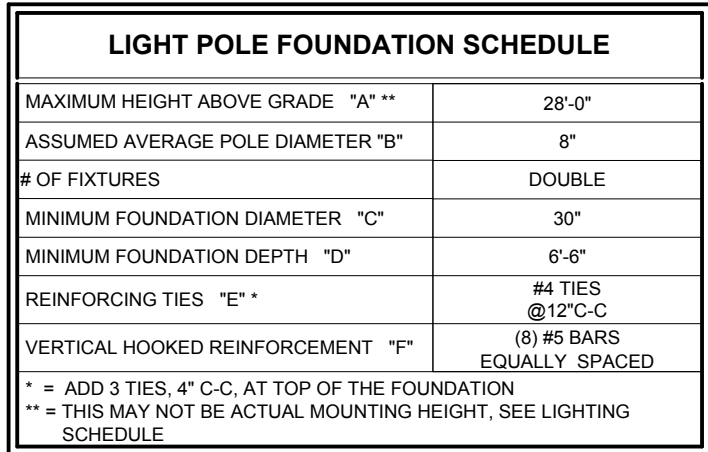 LIGHT POLE FOUNDATION SCHEDULE
MAXIMUM HEIGHT ABOVE GRADE "A" ** 28'-0"
ASSUMED AVERAGE POLE DIAMETER "B" 8"
# OF FIXTURES DOUBLE
MINIMUM FOUNDATION DIAMETER "C" 30"
MINIMUM FOUNDATION DEPTH "D" 6'-6"
REINFORCING TIES "E" * #4 TIES
@12"C-C
VERTICAL HOOKED REINFORCEMENT "F" (8) #5 BARS
EQUALLY SPACED
* = ADD 3 TIES, 4" C-C, AT TOP OF THE FOUNDATION
** = THIS MAY NOT BE ACTUAL MOUNTING HEIGHT, SEE LIGHTING
SCHEDULE